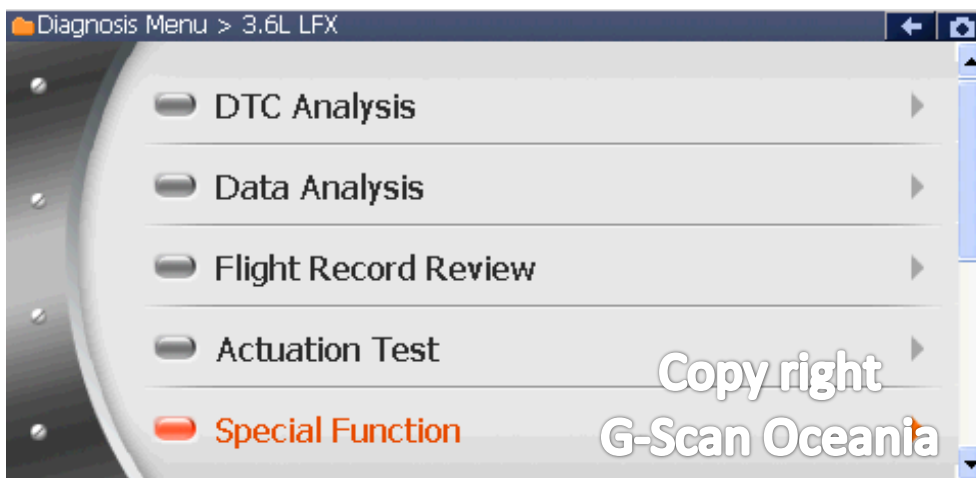 Diagnosis Menu > 3.6L LFX
DTC Analysis
Data Analysis
Flight Record Review
Actuation Test
Special Function
Copy right
G-Scan Oceania